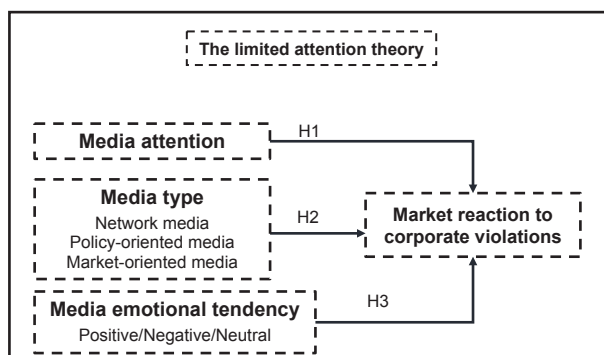 The limited attention theory
H1
Media attention
Media type
Network media
Policy-oriented media
Market-oriented media
H2
Market reaction to
corporate violations
Media emotional tendency
Positive/Negative/Neutral
H3